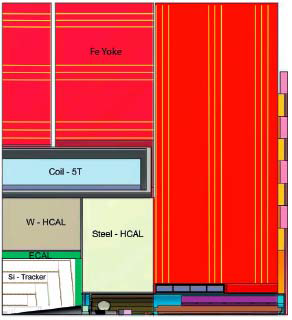 Fe Yoke
Coil - 5T
W - HCAL
Steel - HCAL
ECAL
Si - Tracker